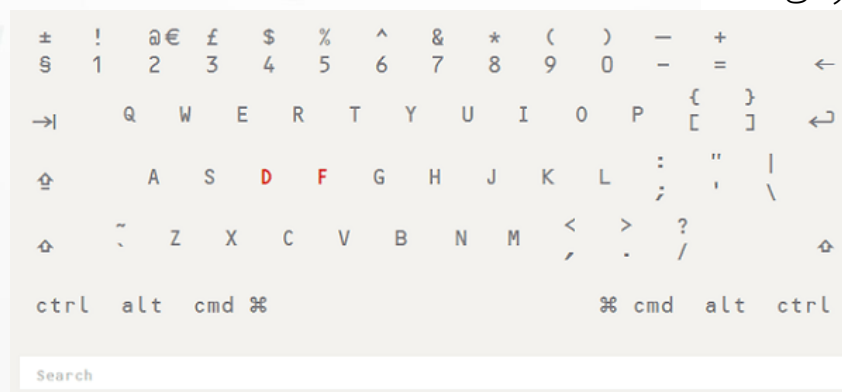 ± ! @€ £ $ % ^ & * ( ) — +
§ 1 2 3 4 5 6 7 8 9 0 - = ←
{ }
→| Q W E R T Y U I O P [ ] ↵
: " |
⇪ A S D F G H J K L ; ' \
~ < > ?
⇧ ` Z X C V B N M , . / ⇧
ctrl alt cmd ⌘ ⌘ cmd alt ctrl
Search